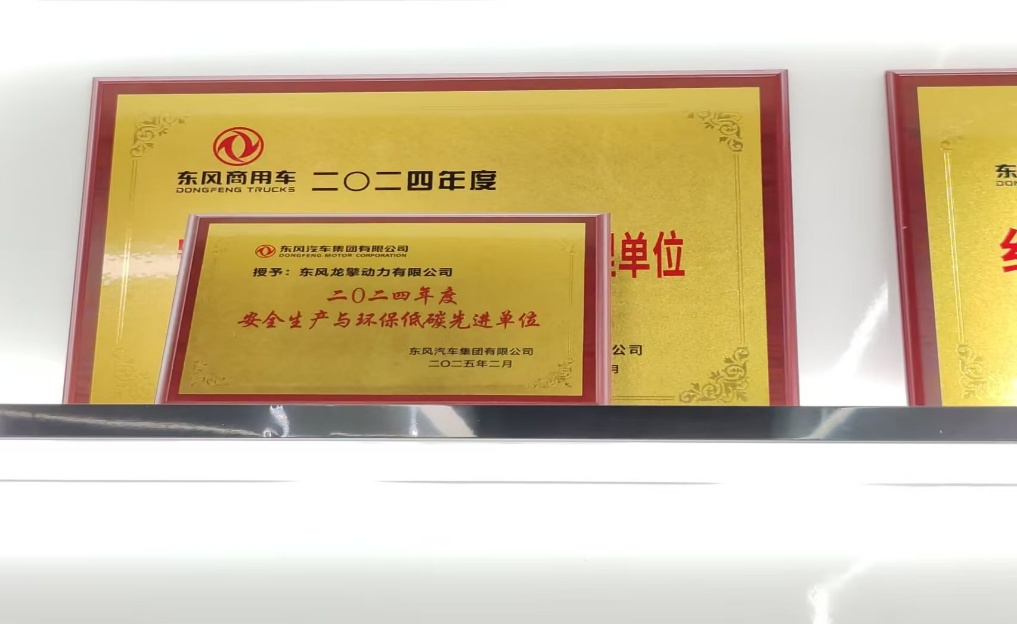 东风商用车
DONGFENG TRUCKS
二〇二四年度
单位
公司
月
东风汽车集团有限公司
DONGFENG MOTOR CORPORATION
授予：东风龙擎动力有限公司
二〇二四年度
安全生产与环保低碳先进单位
东风汽车集团有限公司
二〇二五年二月
东